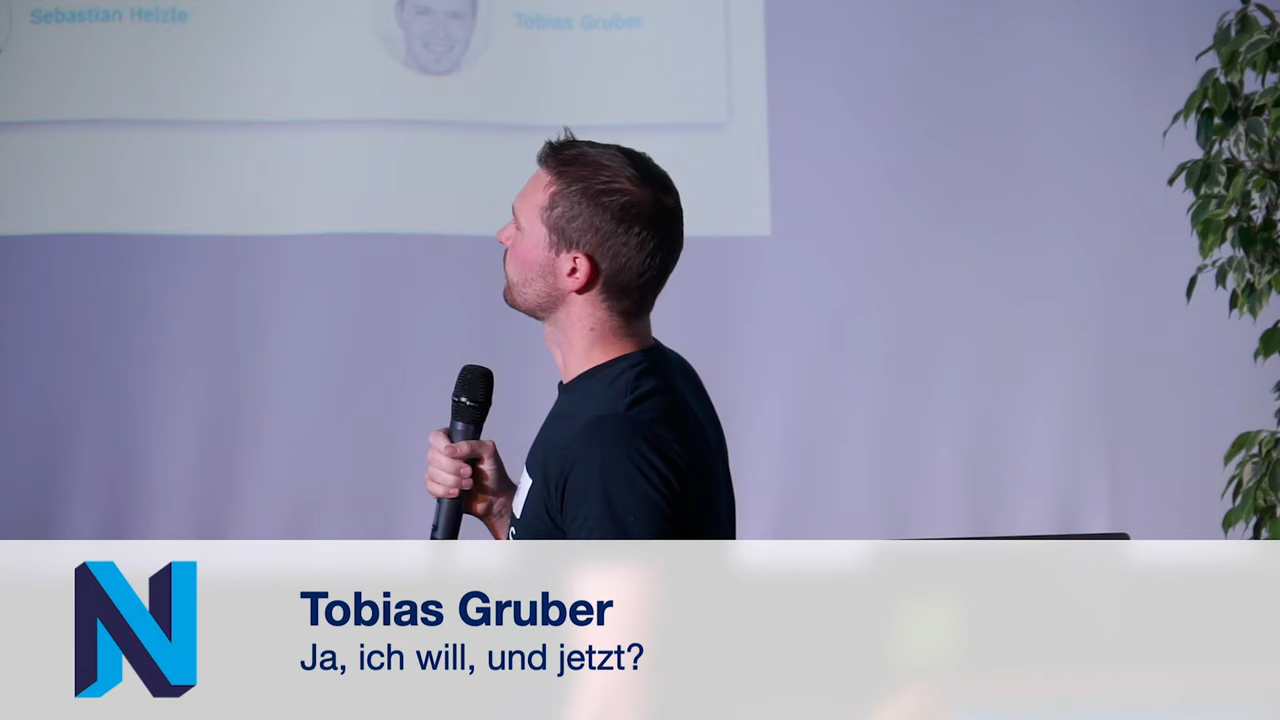 Sebastian Helzle
Tobias Gruber
Tobias Gruber
Ja, ich will, und jetzt?